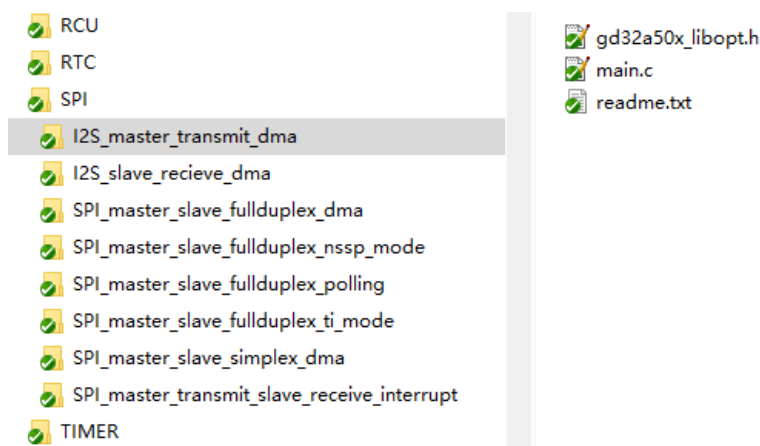 RCU
RTC
SPI
I2S_master_transmit_dma
I2S_slave_recieve_dma
SPI_master_slave_fullduplex_dma
SPI_master_slave_fullduplex_nssp_mode
SPI_master_slave_fullduplex_polling
SPI_master_slave_fullduplex_ti_mode
SPI_master_slave_simplex_dma
SPI_master_transmit_slave_receive_interrupt
TIMER
gd32a50x_libopt.h
main.c
readme.txt